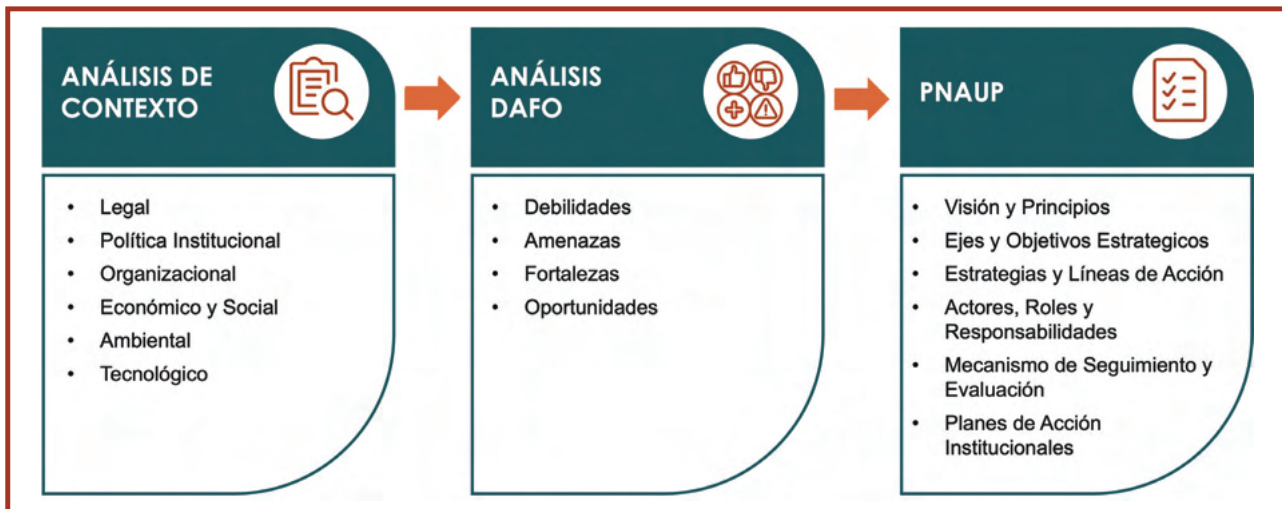 ANÁLISIS DE
CONTEXTO
• Legal
• Política Institucional
• Organizacional
• Económico y Social
• Ambiental
• Tecnológico
ANÁLISIS
DAFO
• Debilidades
• Amenazas
• Fortalezas
• Oportunidades
PNAUP
• Visión y Principios
• Ejes y Objetivos Estrategicos
• Estrategias y Líneas de Acción
• Actores, Roles y
Responsabilidades
• Mecanismo de Seguimiento y
Evaluación
• Planes de Acción
Institucionales